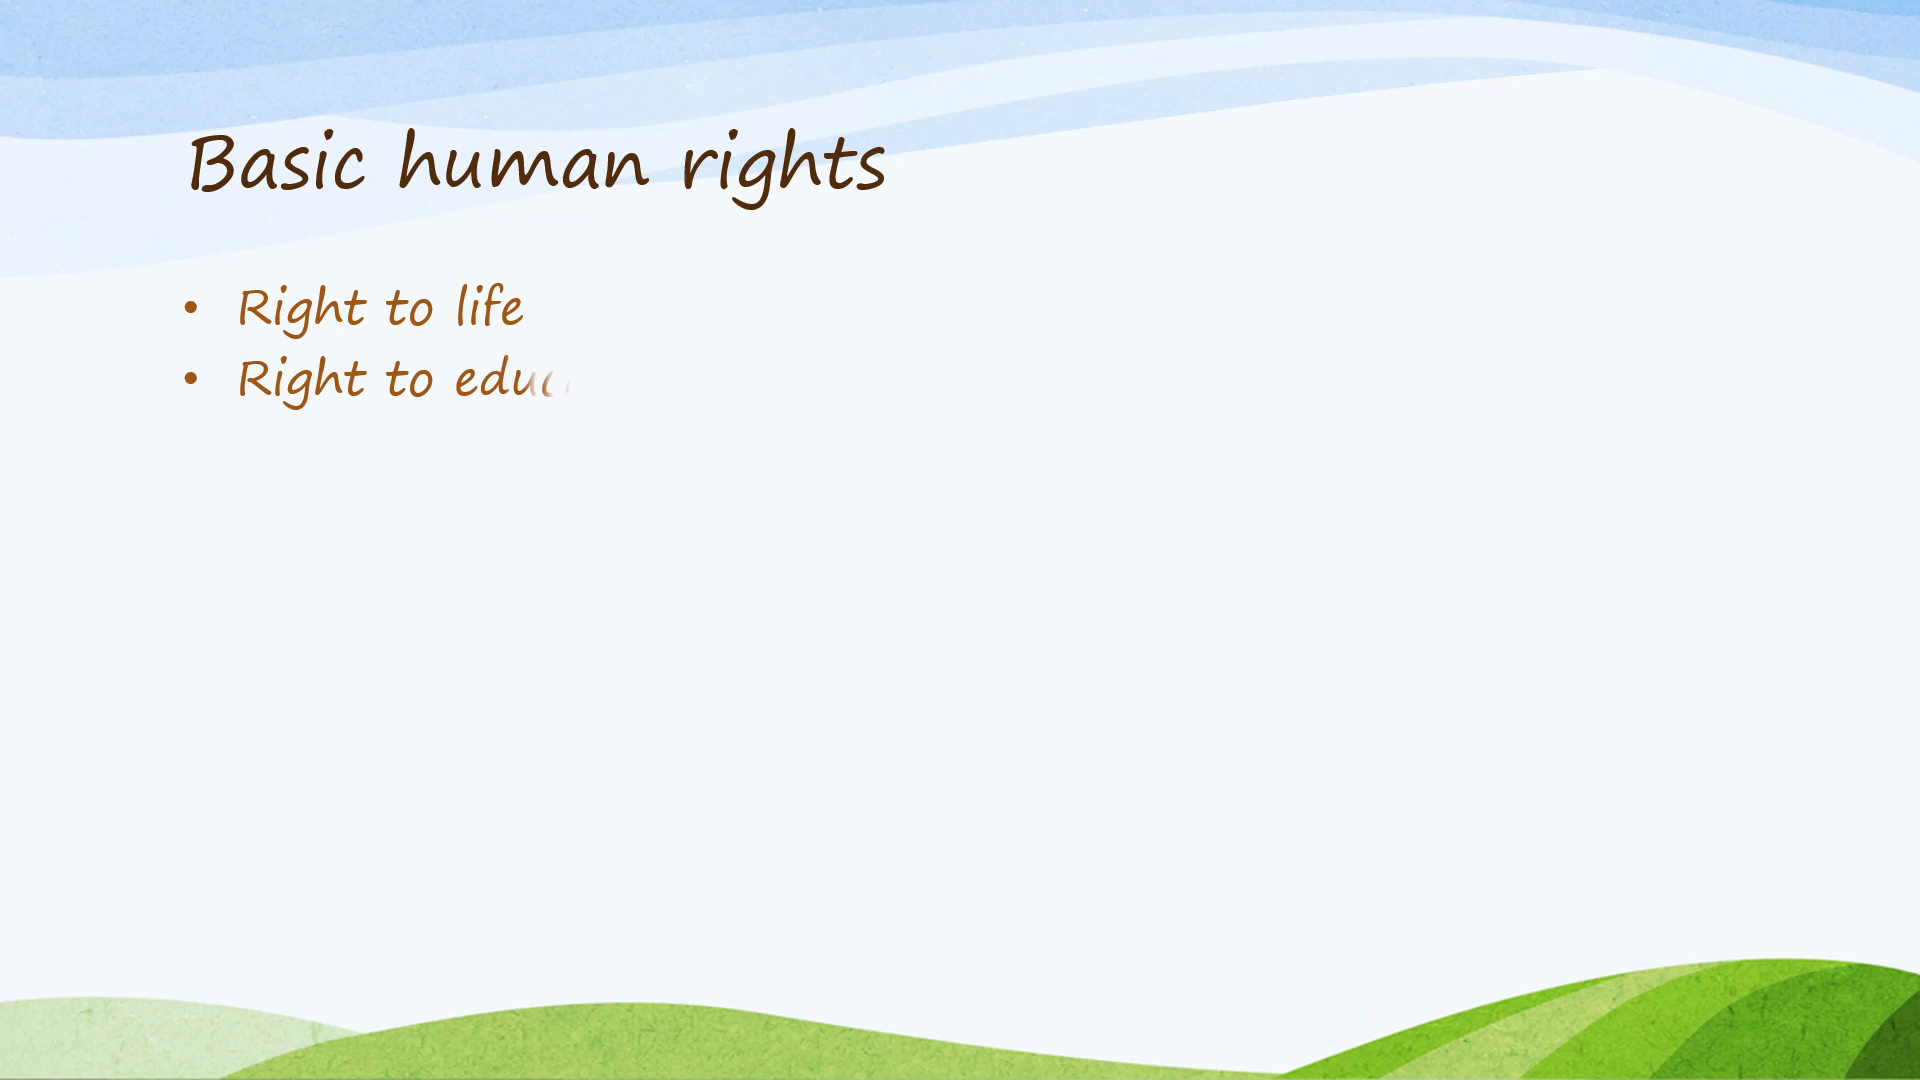 Basic human rights
• Right to life
• Right to